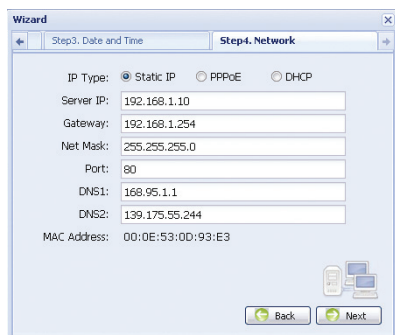 Wizard
Step3. Date and Time
Step4. Network
IP Type: Static IP PPPoE DHCP
Server IP: 192.168.1.10
Gateway: 192.168.1.254
Net Mask: 255.255.255.0
Port: 80
DNS1: 168.95.1.1
DNS2: 139.175.55.244
MAC Address: 00:0E:53:0D:93:E3
Back Next